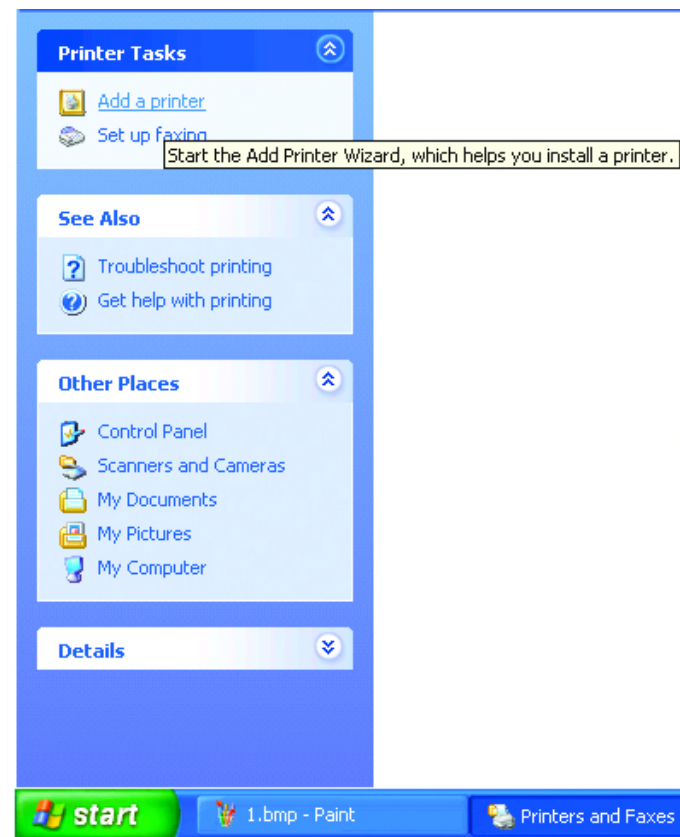 Printer Tasks
Add a printer
Set up faxing
Start the Add Printer Wizard, which helps you install a printer.
See Also
Troubleshoot printing
Get help with printing
Other Places
Control Panel
Scanners and Cameras
My Documents
My Pictures
My Computer
Details
start
1.bmp - Paint
Printers and Faxes